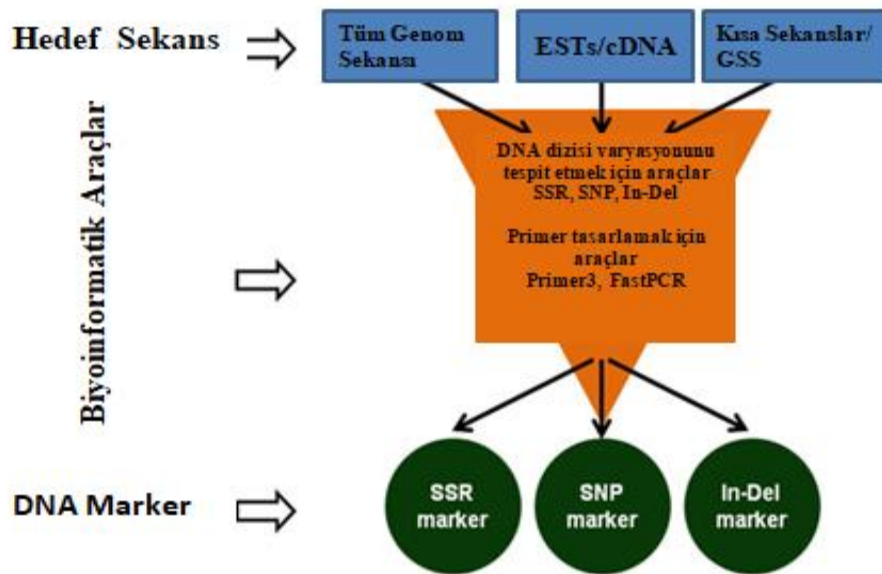 Hedef Sekans
Tüm Genom
Sekansı
ESTs/cDNA
Kısa Sekanslar/
GSS
Biyoinformatik Araçlar
DNA dizisi varyasyonunu
tespit etmek için araçlar
SSR, SNP, In-Del
Primer tasarlamak için
araçlar
Primer3, FastPCR
DNA Marker
SSR
marker
SNP
marker
In-Del
marker